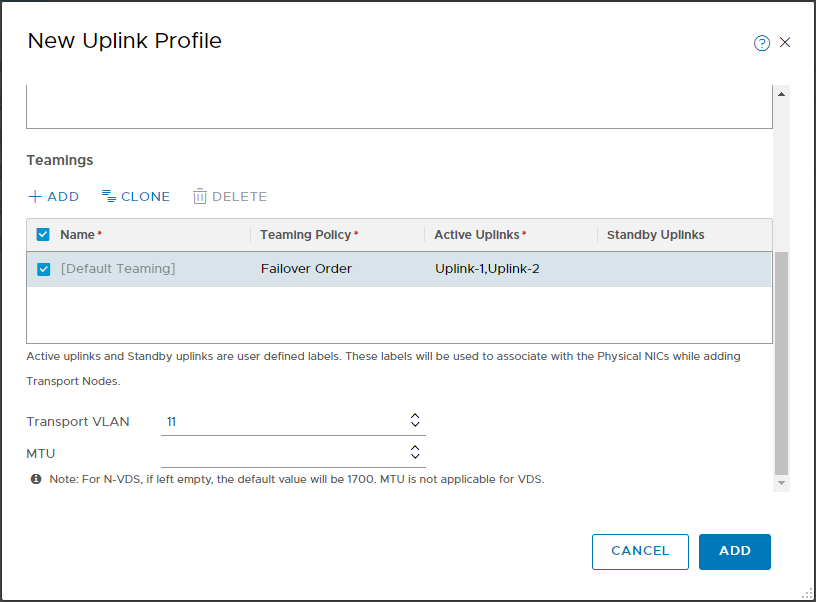 New Uplink Profile
Teamings
ADD CLONE DELETE
Name* Teaming Policy* Active Uplinks* Standby Uplinks
[Default Teaming] Failover Order Uplink-1,Uplink-2
Active uplinks and Standby uplinks are user defined labels. These labels will be used to associate with the Physical NICs while adding
Transport Nodes.
Transport VLAN 11
MTU
Note: For N-VDS, if left empty, the default value will be 1700. MTU is not applicable for VDS.
CANCEL ADD